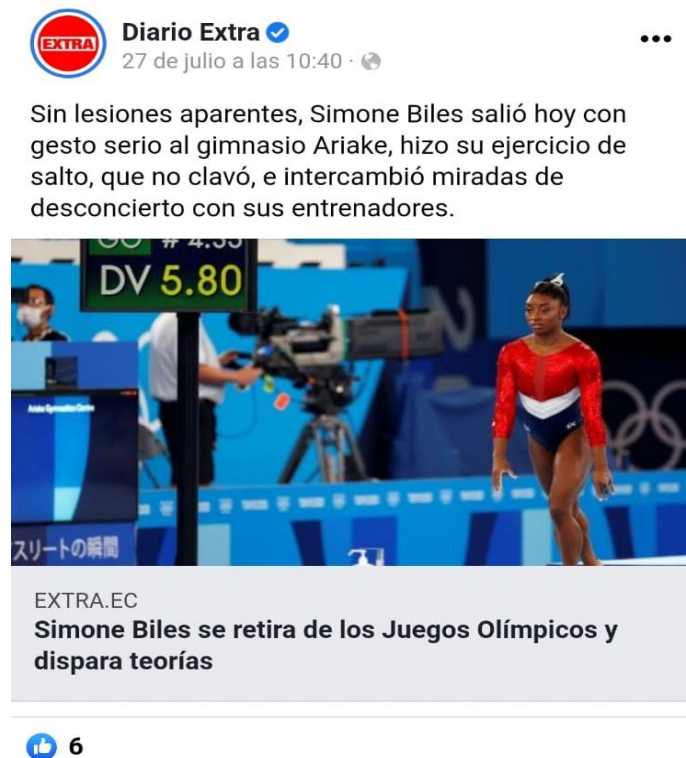 EXTRA
Diario Extra
27 de julio a las 10:40 ·
Sin lesiones aparentes, Simone Biles salió hoy con
gesto serio al gimnasio Ariake, hizo su ejercicio de
salto, que no clavó, e intercambió miradas de
desconcierto con sus entrenadores.
DV 5.80
Ariake Gymnastics Centre
スリートの瞬間
EXTRA.EC
Simone Biles se retira de los Juegos Olímpicos y
dispara teorías
6